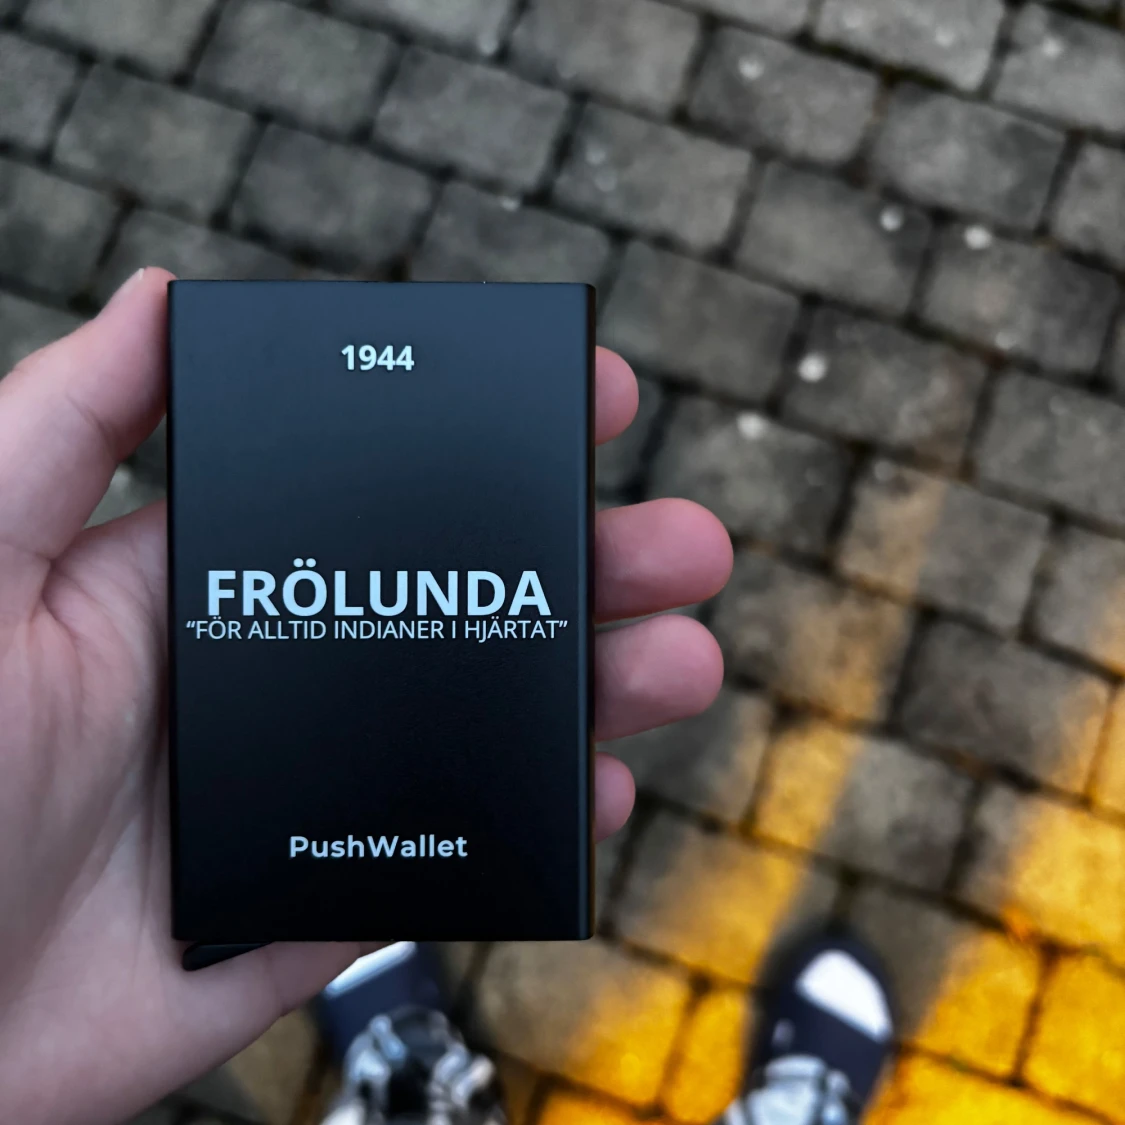 1944
FRÖLUNDA
“FÖR ALLTID INDIANER I HJÄRTAT”
PushWallet